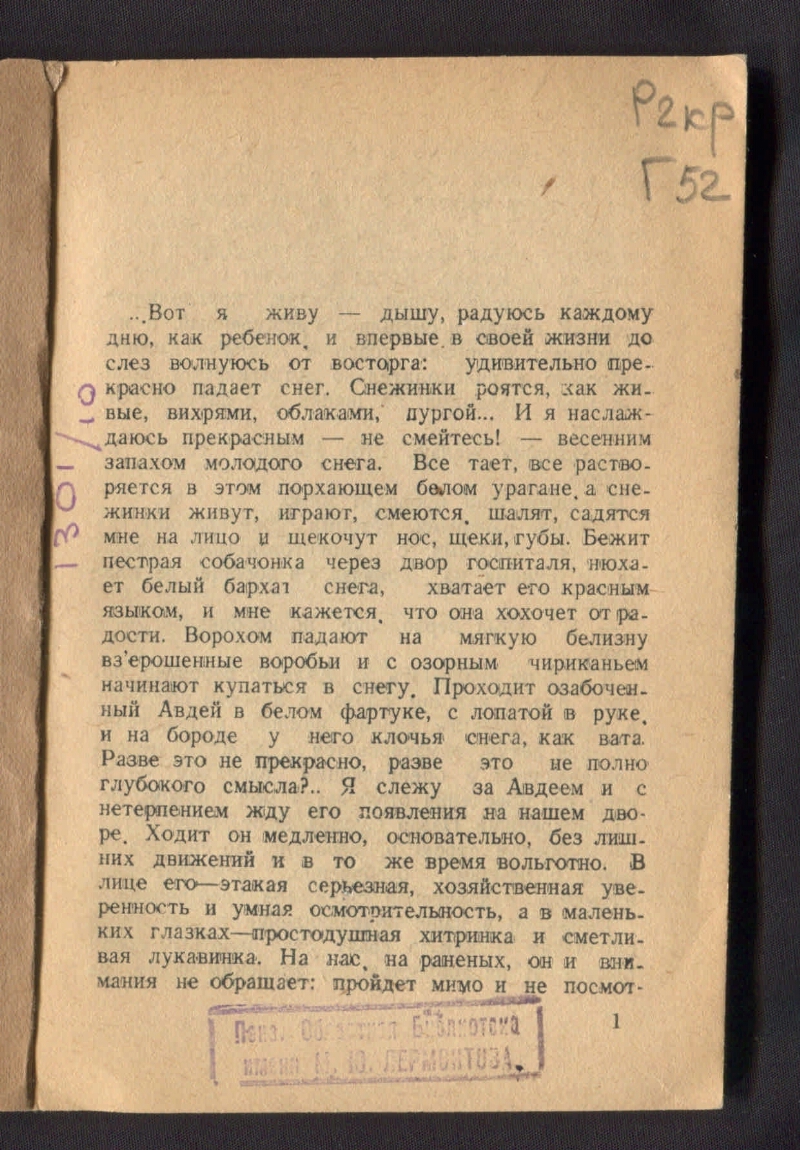 Р2кр
Г52
...Вот я живу — дышу, радуюсь каждому
дню, как ребенок, и впервые в своей жизни до
слез волнуюсь от восторга: удивительно пре-
красно падает снег. Снежинки роятся, как жи-
вые, вихрями, облаками, пургой... И я наслаж-
даюсь прекрасным — не смейтесь! — весенним
запахом молодого снега. Все тает, все раство-
ряется в этом порхающем белом урагане, а сне-
жинки живут, играют, смеются, шалят, садятся
мне на лицо и щекочут нос, щеки, губы. Бежит
пестрая собачонка через двор госпиталя, нюха-
ет белый бархат снега, хватает его красным
языком, и мне кажется, что она хохочет от ра-
дости. Ворохом падают на мягкую белизну
вз'ерошенные воробьи и с озорным чириканьем
начинают купаться в снегу. Проходит озабочен-
ный Авдей в белом фартуке, с лопатой в руке,
и на бороде у него клочья снега, как вата.
Разве это не прекрасно, разве это не полно
глубокого смысла?.. Я слежу за Авдеем и с
нетерпением жду его появления на нашем дво-
ре. Ходит он медленно, основательно, без лиш-
них движений и в то же время вольготно. В
лице его—этакая серьезная, хозяйственная уве-
ренность и умная осмотрительность, а в малень-
ких глазках—простодушная хитринка и сметли-
вая лукавинка. На нас, на раненых, он и вни-
мания не обращает: пройдет мимо и не посмот-
1
Библиотека
имени М. Ю. ЛЕРМОНТОВА